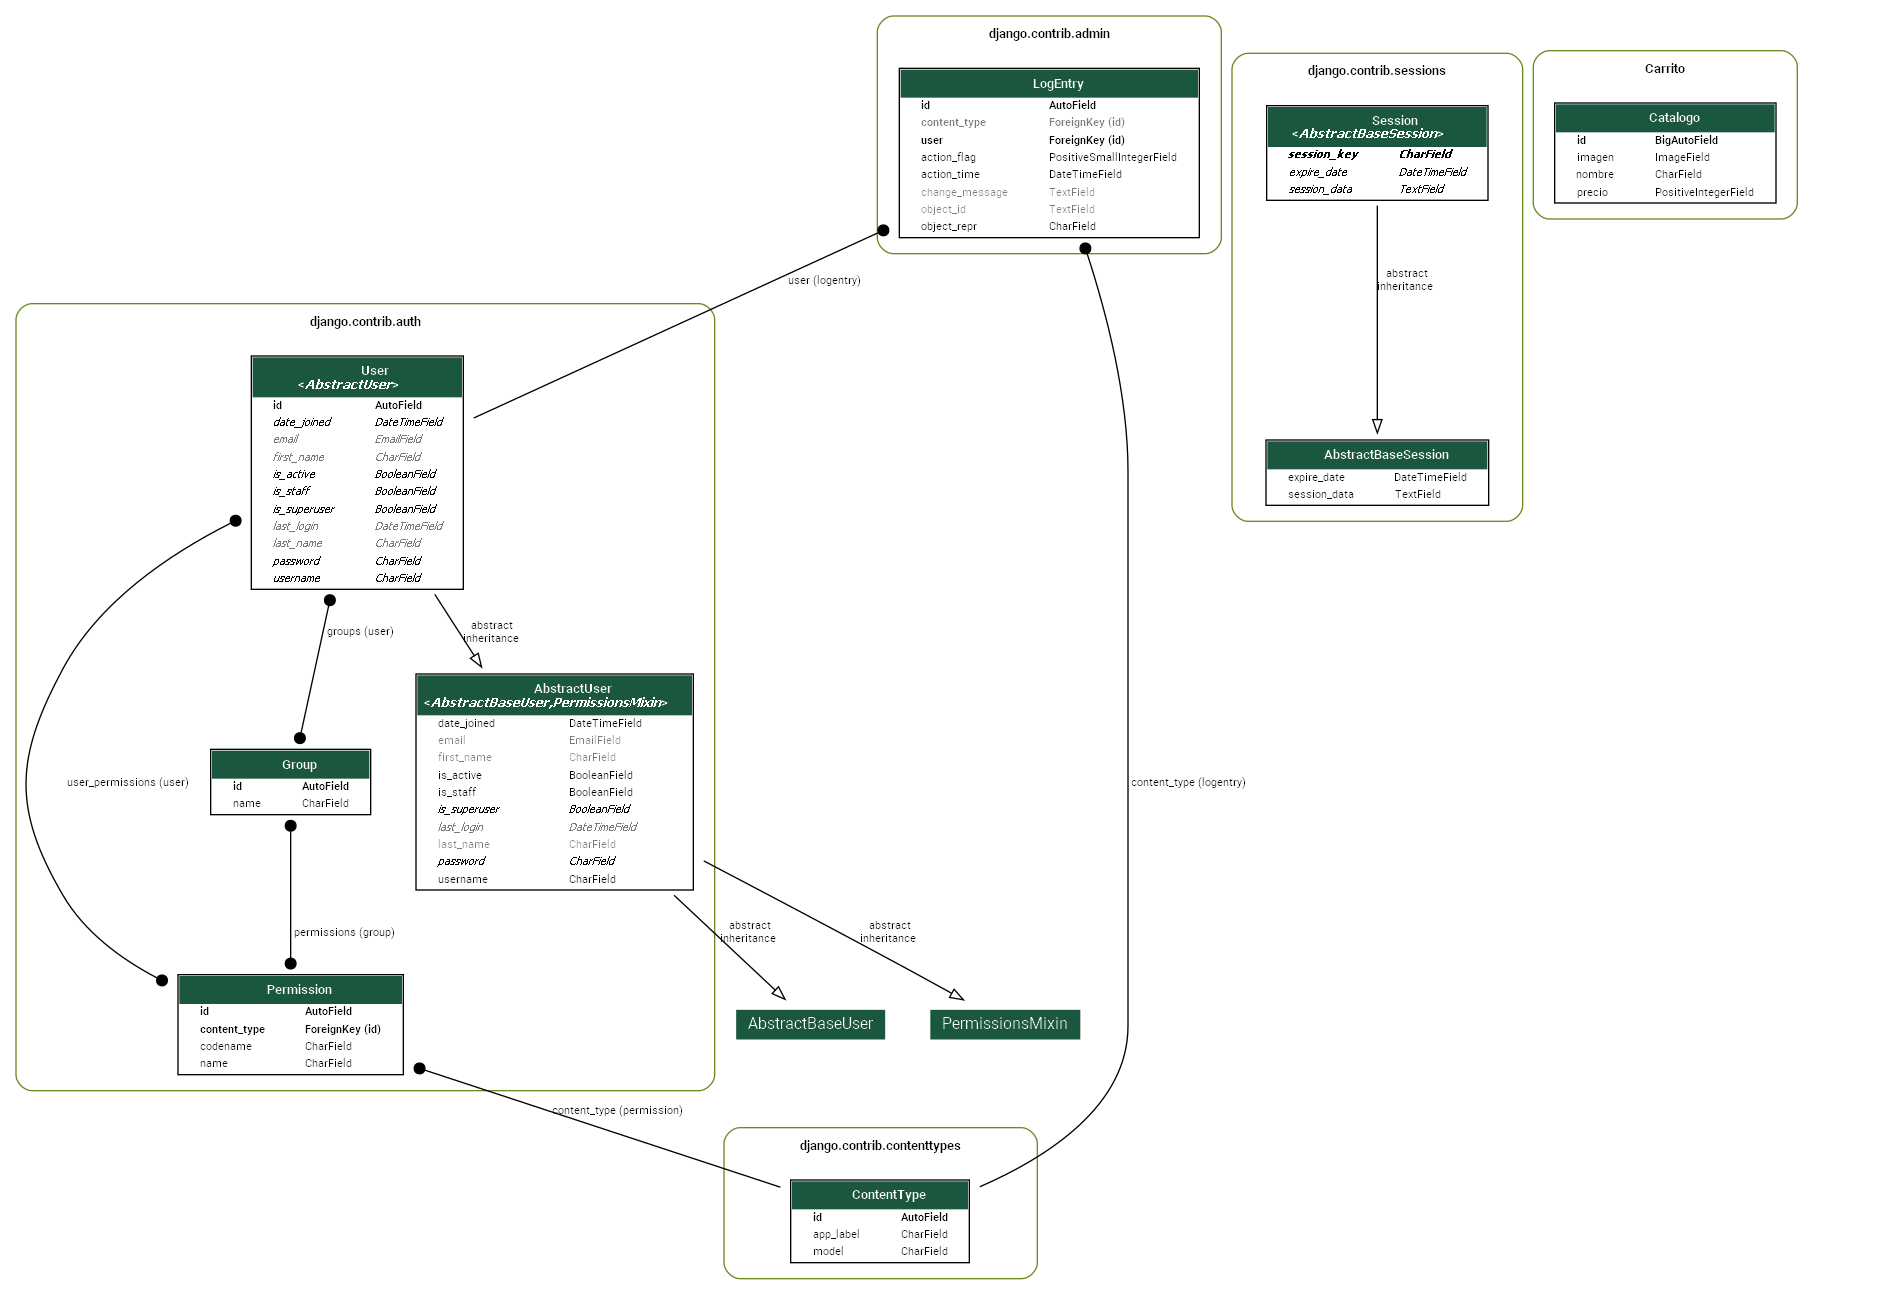 django.contrib.admin
LogEntry
id AutoField
content_type ForeignKey (id)
user ForeignKey (id)
action_flag PositiveSmallIntegerField
action_time DateTimeField
change_message TextField
object_id TextField
object_repr CharField
django.contrib.sessions
Session
<AbstractBaseSession>
session_key CharField
expire_date DateTimeField
session_data TextField
abstract
inheritance
AbstractBaseSession
expire_date DateTimeField
session_data TextField
Carrito
Catalogo
id BigAutoField
imagen ImageField
nombre CharField
precio PositiveIntegerField
user (logentry)
django.contrib.auth
User
<AbstractUser>
id AutoField
date_joined DateTimeField
email EmailField
first_name CharField
is_active BooleanField
is_staff BooleanField
is_superuser BooleanField
last_login DateTimeField
last_name CharField
password CharField
username CharField
groups (user)
abstract
inheritance
AbstractUser
<AbstractBaseUser,PermissionsMixin>
date_joined DateTimeField
email EmailField
first_name CharField
is_active BooleanField
is_staff BooleanField
is_superuser BooleanField
last_login DateTimeField
last_name CharField
password CharField
username CharField
user_permissions (user)
Group
id AutoField
name CharField
content_type (logentry)
permissions (group)
abstract
inheritance
abstract
inheritance
Permission
id AutoField
content_type ForeignKey (id)
codename CharField
name CharField
AbstractBaseUser
PermissionsMixin
content_type (permission)
django.contrib.contenttypes
ContentType
id AutoField
app_label CharField
model CharField